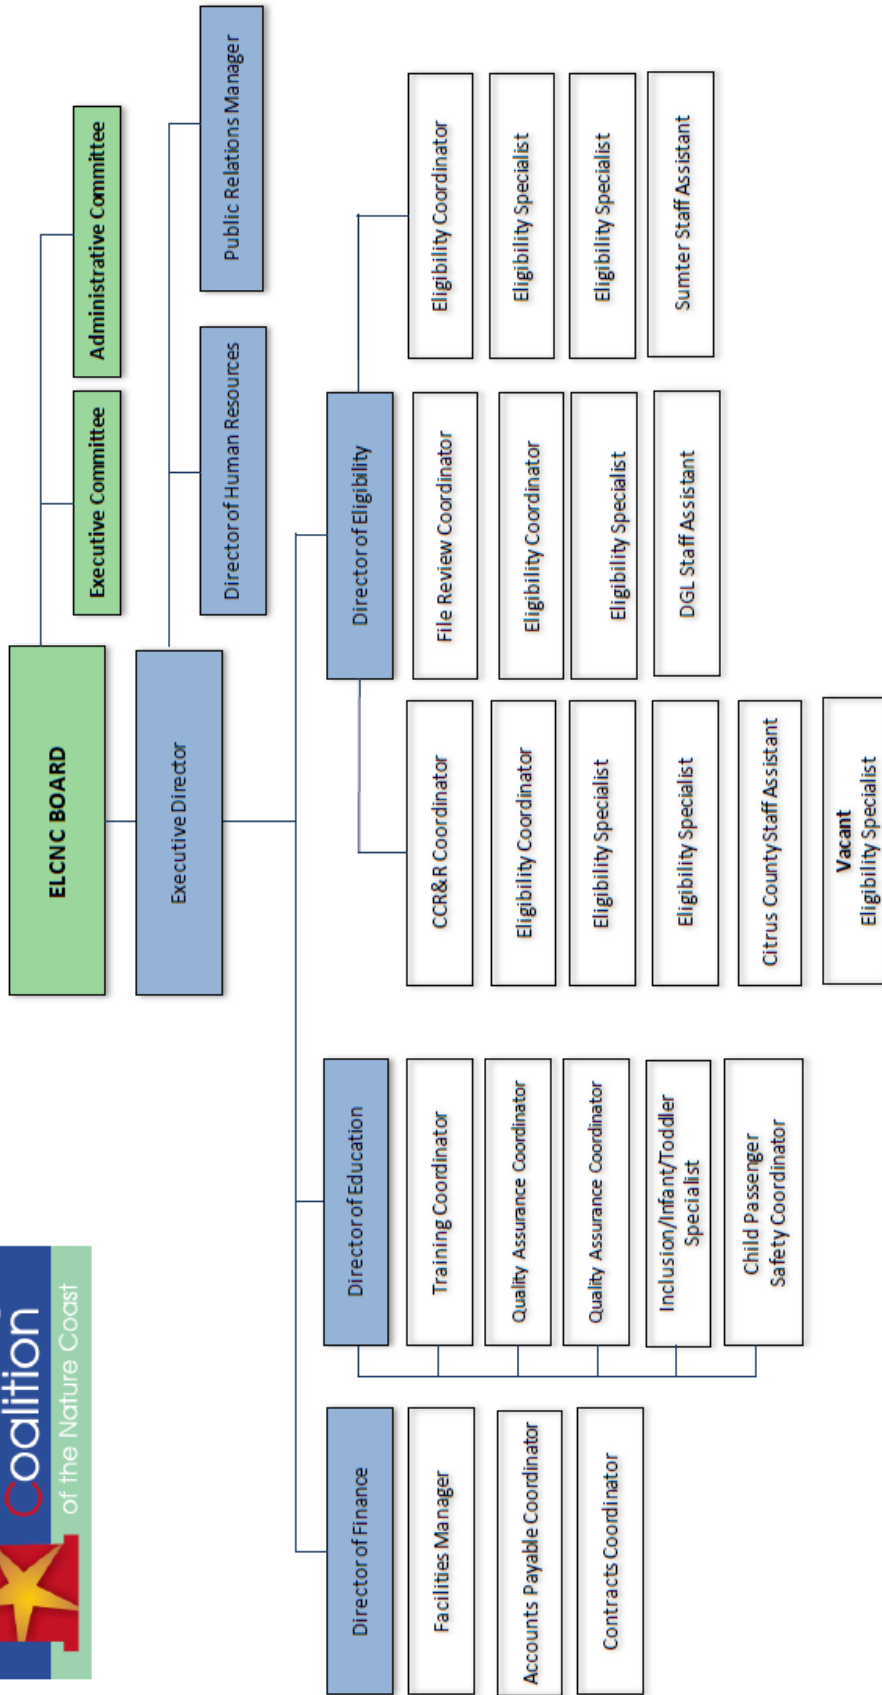 Coalition
of the Nature Coast
ELCNC BOARD
Executive Committee
Administrative Committee
Executive Director
Director of Human Resources
Public Relations Manager
Director of Finance
Facilities Manager
Accounts Payable Coordinator
Contracts Coordinator
Director of Education
Training Coordinator
Quality Assurance Coordinator
Quality Assurance Coordinator
Inclusion/Infant/Toddler
Specialist
Child Passenger
Safety Coordinator
Director of Eligibility
CCR&R Coordinator
Eligibility Coordinator
Eligibility Specialist
Eligibility Specialist
Citrus County Staff Assistant
Vacant
Eligibility Specialist
File Review Coordinator
Eligibility Coordinator
Eligibility Specialist
DGL Staff Assistant
Eligibility Coordinator
Eligibility Specialist
Eligibility Specialist
Sumter Staff Assistant